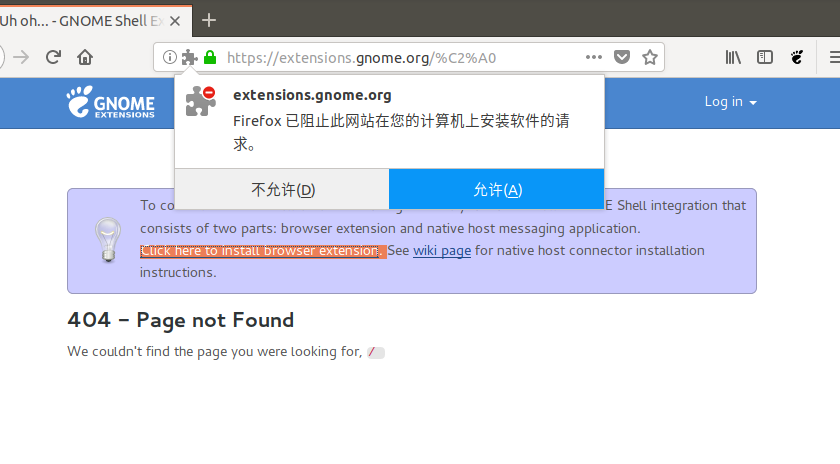 Uh oh... - GNOME Shell Ex
https://extensions.gnome.org/%C2%A0
GNOME
EXTENSIONS
Log in
extensions.gnome.org
Firefox 已阻止此网站在您的计算机上安装软件的请
求。
不允许(D)
允许(A)
To co
E Shell integration that
consists of two parts: browser extension and native host messaging application.
Click here to install browser extension. See wiki page for native host connector installation
instructions.
404 - Page not Found
We couldn't find the page you were looking for, /